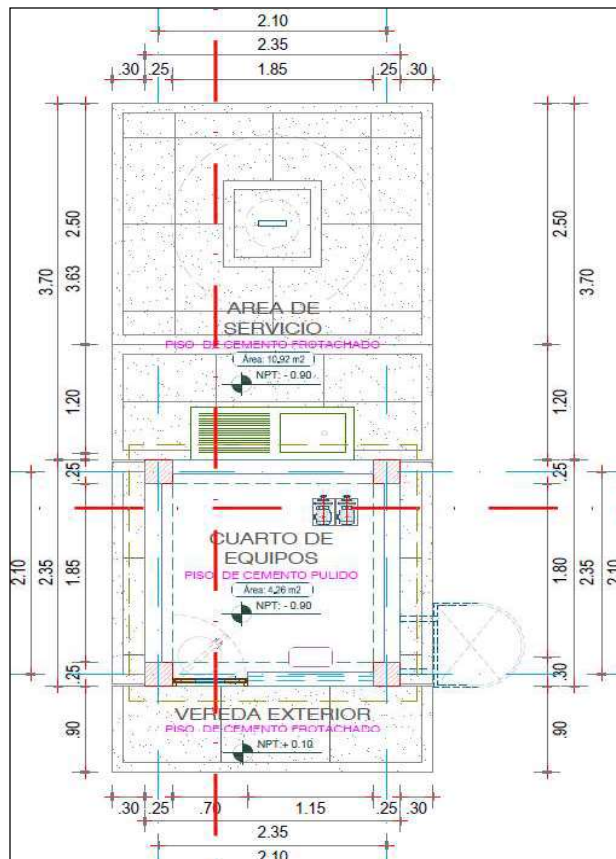 2.10
2.35
.30 .25 1.85 .25 .30
3.70
2.50
3.63
2.50
3.70
AREA DE
SERVICIO
PISO DE CEMENTO FROTACHADO
Área: 10.92 m2
NPT: - 0.90
1.20
1.20
.25
.25
CUARTO DE
EQUIPOS
PISO DE CEMENTO PULIDO
Área: 4.26 m2
NPT: - 0.90
2.10
2.35
1.85
1.80
2.35
2.10
.25
.30
VEREDA EXTERIOR
PISO DE CEMENTO FROTACHADO
NPT:+ 0.10
.90
.90
.30 .25 .70 1.15 .25 .30
2.35
2.10